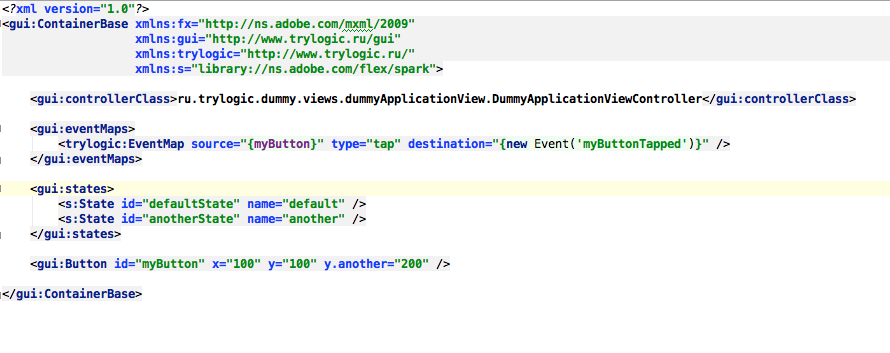 <?xml version="1.0"?>
<gui:ContainerBase xmlns:fx="http://ns.adobe.com/mxml/2009"
xmlns:gui="http://www.trylogic.ru/gui"
xmlns:trylogic="http://www.trylogic.ru/"
xmlns:s="library://ns.adobe.com/flex/spark">
<gui:controllerClass>ru.trylogic.dummy.views.dummyApplicationView.DummyApplicationViewController</gui:controllerClass>
<gui:eventMaps>
<trylogic:EventMap source="{myButton}" type="tap" destination="{new Event('myButtonTapped')}" />
</gui:eventMaps>
<gui:states>
<s:State id="defaultState" name="default" />
<s:State id="anotherState" name="another" />
</gui:states>
<gui:Button id="myButton" x="100" y="100" y.another="200" />
</gui:ContainerBase>